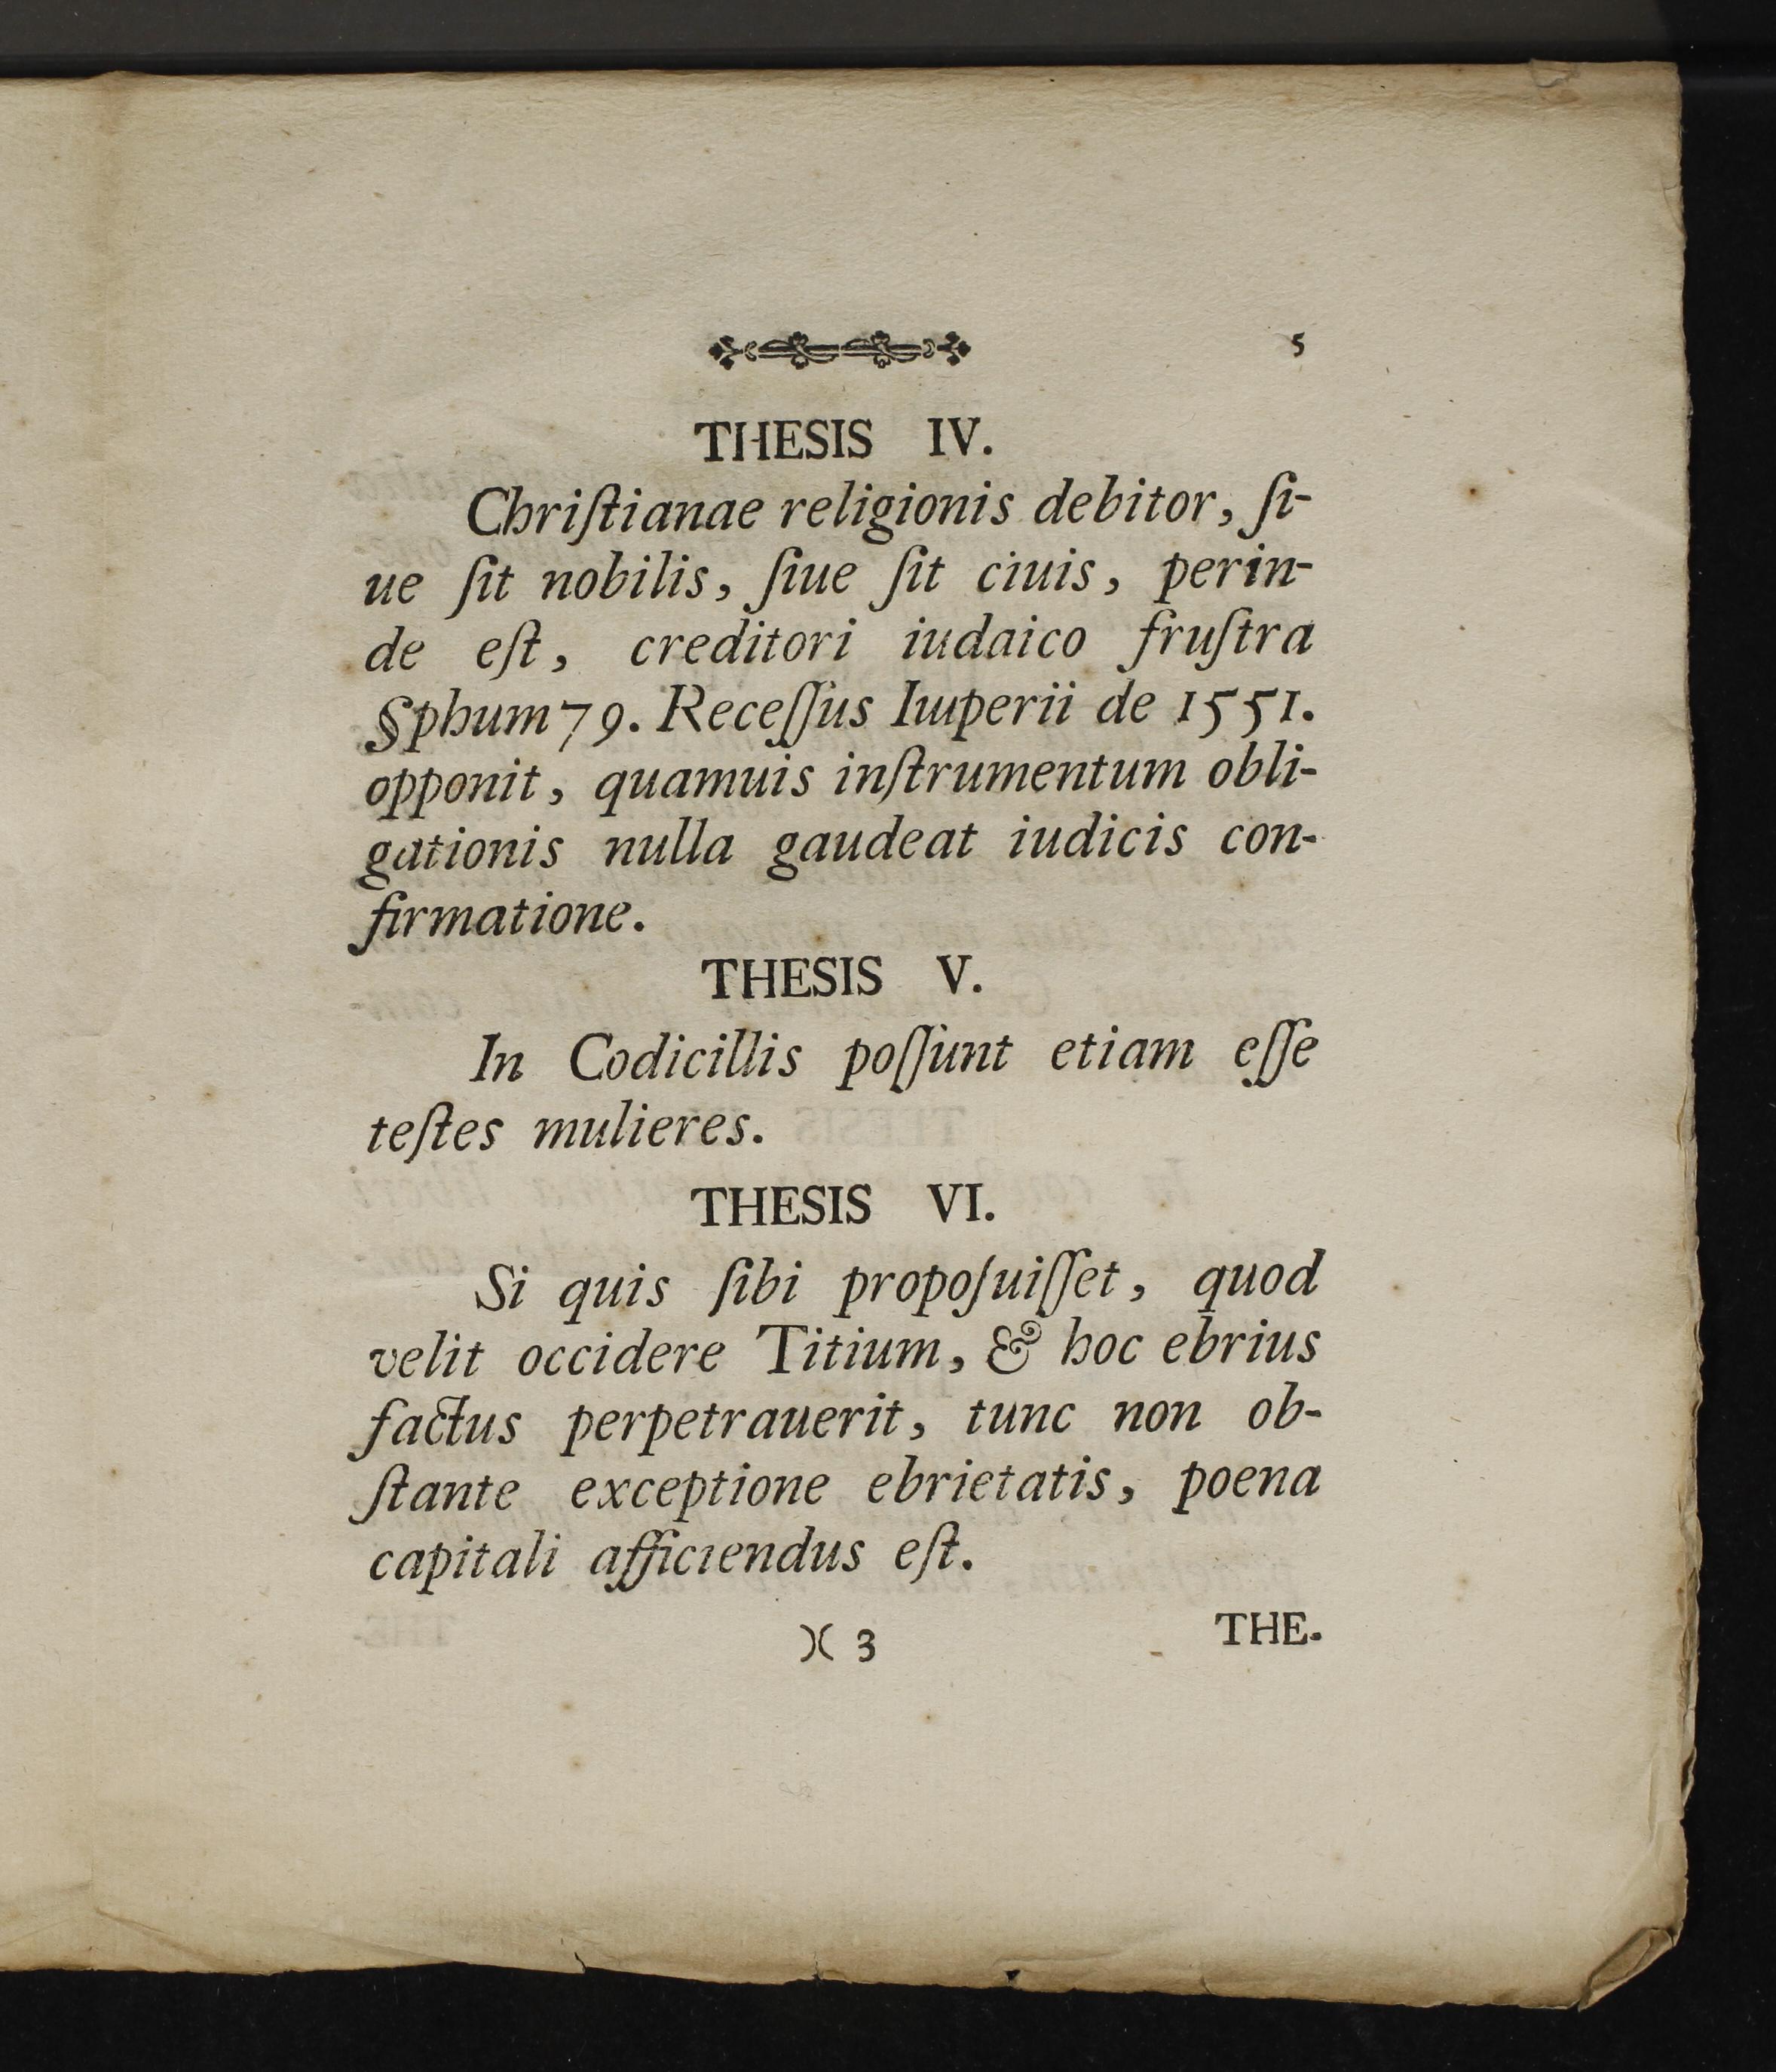 5
THESIS IV.
Chriſtianae religionis debitor, ſi-
ue ſit nobilis, ſiue ſit ciuis, perin-
de eſt, creditori iudaico fruſtra
§phum 79. Receſſus Imperii de 1551.
opponit, quamuis inſtrumentum obli-
gationis nulla gaudeat iudicis con-
firmatione.
THESIS V.
In Codicillis poſſunt etiam eſſe
teſtes mulieres.
THESIS VI.
Si quis ſibi propoſuiſſet, quod
velit occidere Titium, & hoc ebrius
factus perpetrauerit, tunc non ob-
ſtante exceptione ebrietatis, poena
capitali afficiendus eſt.
)( 3 THE-